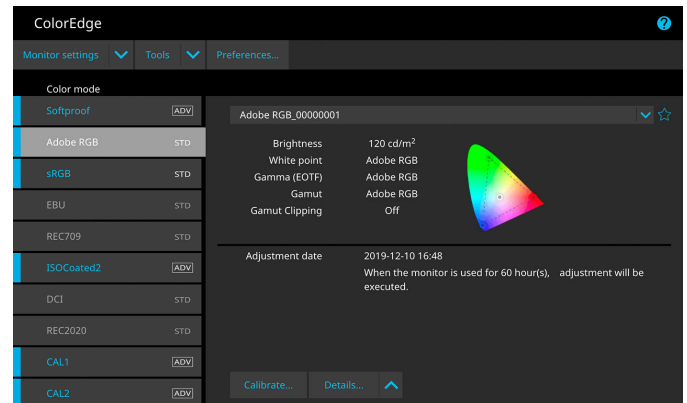 ColorEdge
?
Monitor settings Tools Preferences...
Color mode
Softproof ADV
Adobe RGB STD
sRGB STD
EBU STD
REC709 STD
ISOCoated2 ADV
DCI STD
REC2020 STD
CAL1 ADV
CAL2 ADV
Adobe RGB_00000001
Brightness 120 cd/m²
White point Adobe RGB
Gamma (EOTF) Adobe RGB
Gamut Adobe RGB
Gamut Clipping Off
Adjustment date 2019-12-10 16:48
When the monitor is used for 60 hour(s), adjustment will be
executed.
Calibrate... Details...